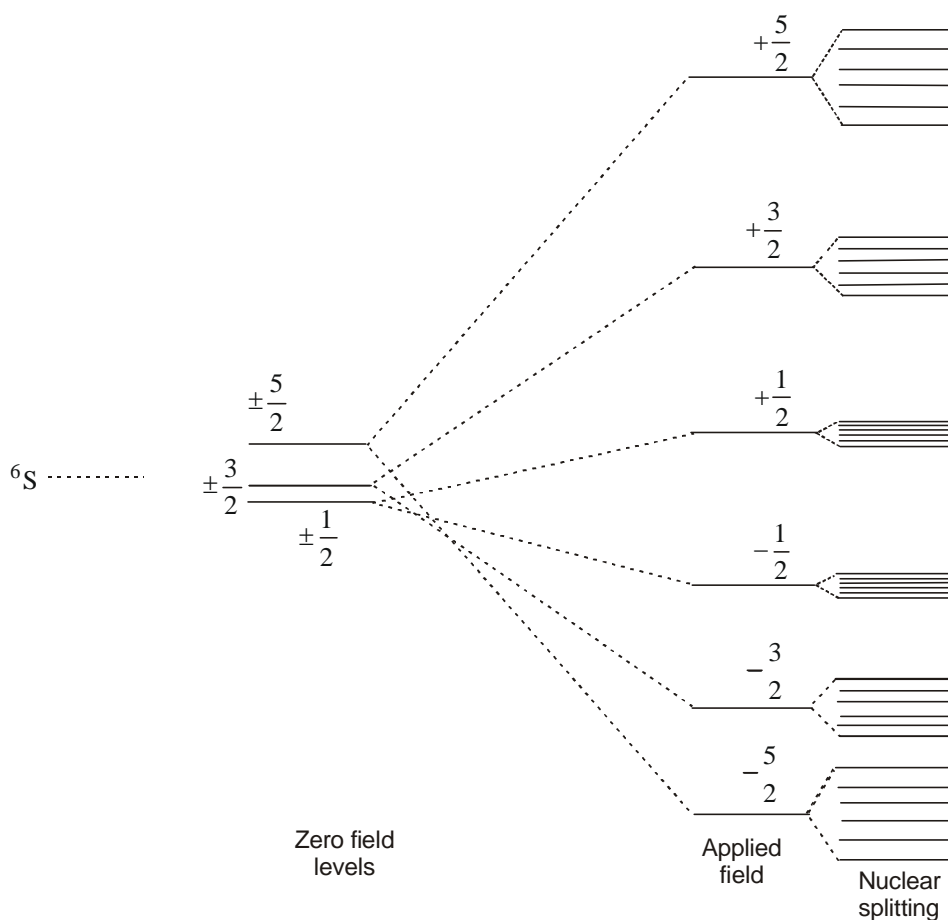 +5/2
+3/2
±5/2
+1/2
⁶S
±3/2
±1/2
−1/2
−3/2
−5/2
Zero field
levels
Applied
field
Nuclear
splitting